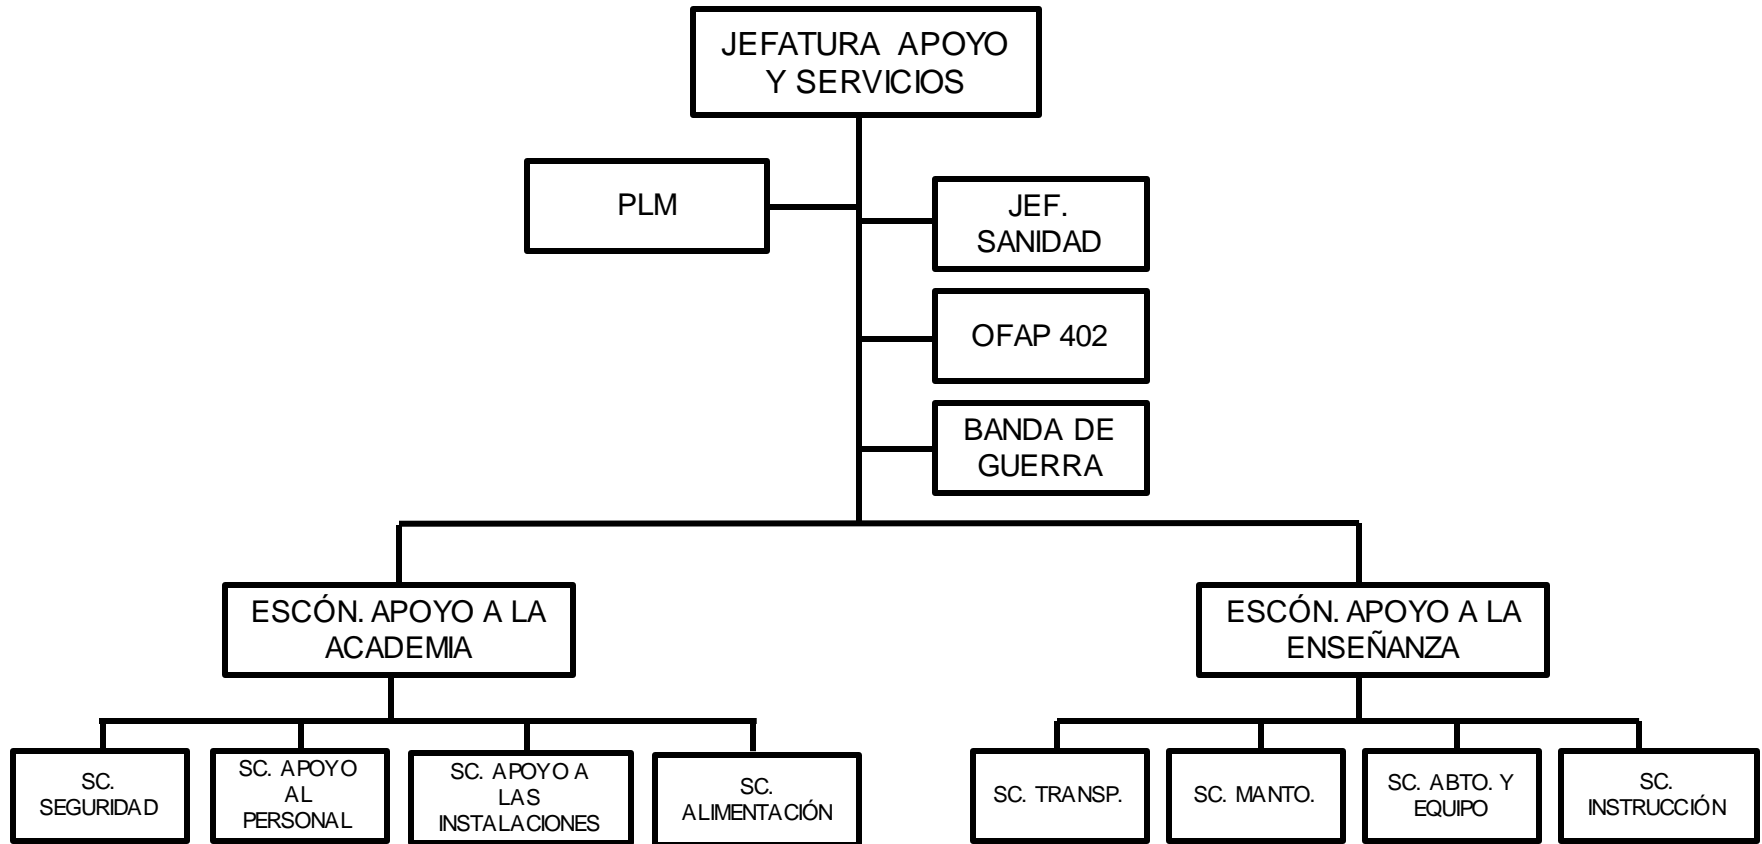 JEFATURA APOYO
Y SERVICIOS
PLM
JEF.
SANIDAD
OFAP 402
BANDA DE
GUERRA
ESCÓN. APOYO A LA
ACADEMIA
ESCÓN. APOYO A LA
ENSEÑANZA
SC.
SEGURIDAD
SC. APOYO
AL
PERSONAL
SC. APOYO A
LAS
INSTALACIONES
SC.
ALIMENTACIÓN
SC. TRANSP.
SC. MANTO.
SC. ABTO. Y
EQUIPO
SC.
INSTRUCCIÓN